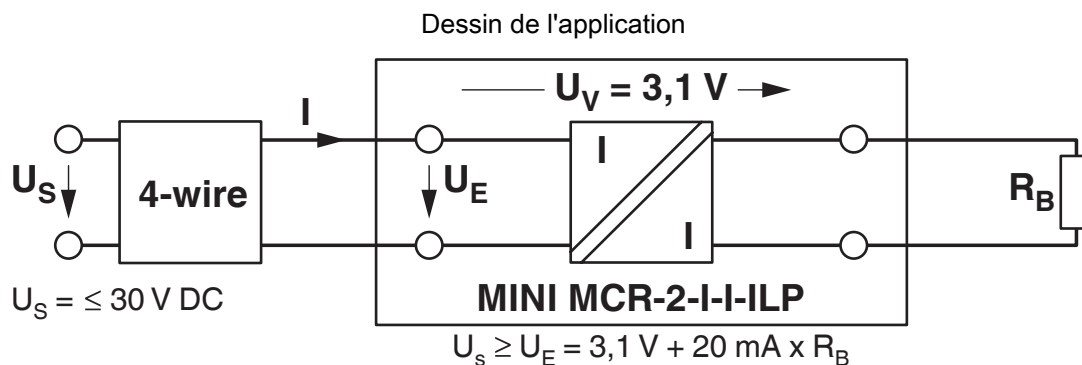 Dessin de l'application
U_V = 3,1 V
I
U_S
4-wire
U_E
I
I
R_B
U_S = ≤ 30 V DC
MINI MCR-2-I-I-ILP
U_s ≥ U_E = 3,1 V + 20 mA x R_B